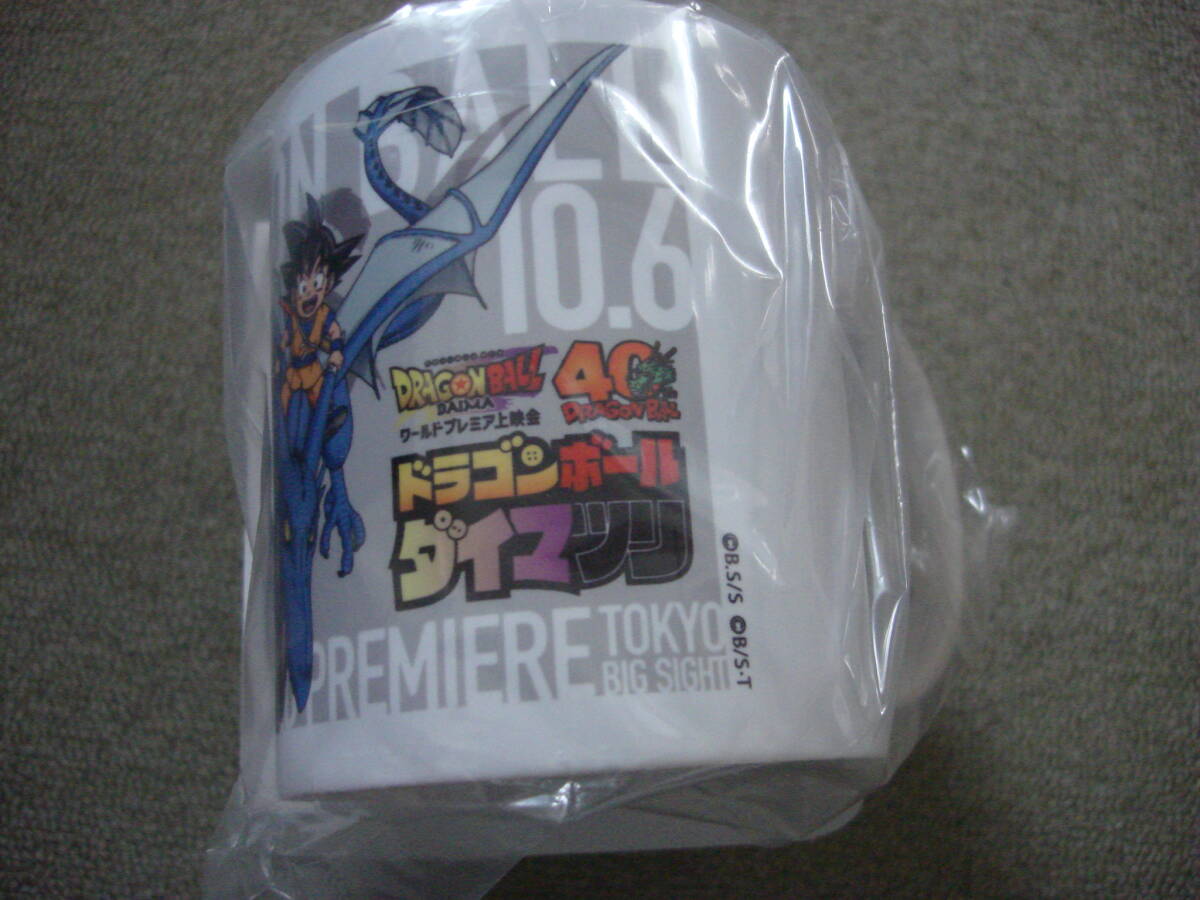 N BALL
10.6
DRAGON BALL
DAIMA
ワールドプレミア上映会
40
DRAGON BALL
ドラゴンボール
ダイマツリ
PREMIERE
TOKYO
BIG SIGHT
©B.S/S ©B/S・T